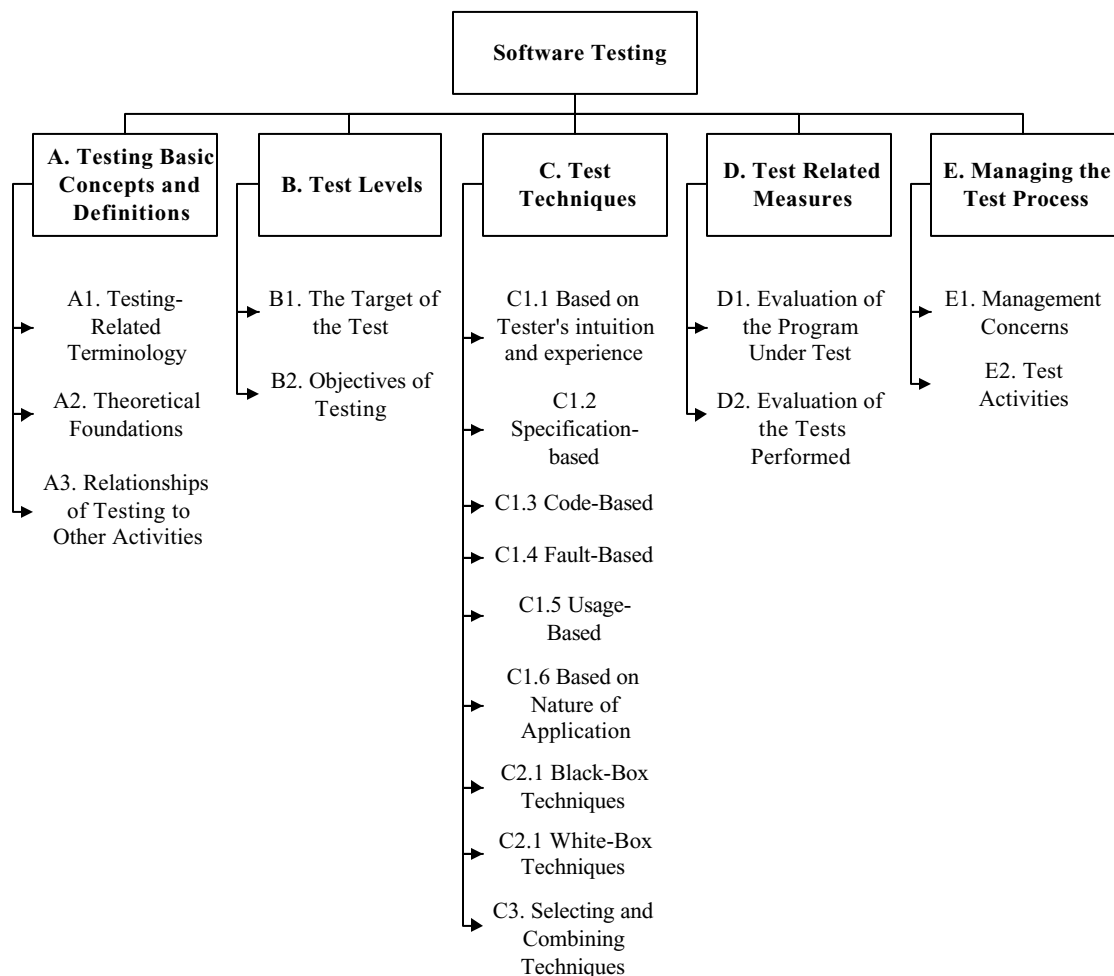 Software Testing
A. Testing Basic
Concepts and
Definitions
B. Test Levels
C. Test
Techniques
D. Test Related
Measures
E. Managing the
Test Process
A1. Testing-
Related
Terminology
A2. Theoretical
Foundations
A3. Relationships
of Testing to
Other Activities
B1. The Target of
the Test
B2. Objectives of
Testing
C1.1 Based on
Tester's intuition
and experience
C1.2
Specification-
based
C1.3 Code-Based
C1.4 Fault-Based
C1.5 Usage-
Based
C1.6 Based on
Nature of
Application
C2.1 Black-Box
Techniques
C2.1 White-Box
Techniques
C3. Selecting and
Combining
Techniques
D1. Evaluation of
the Program
Under Test
D2. Evaluation of
the Tests
Performed
E1. Management
Concerns
E2. Test
Activities